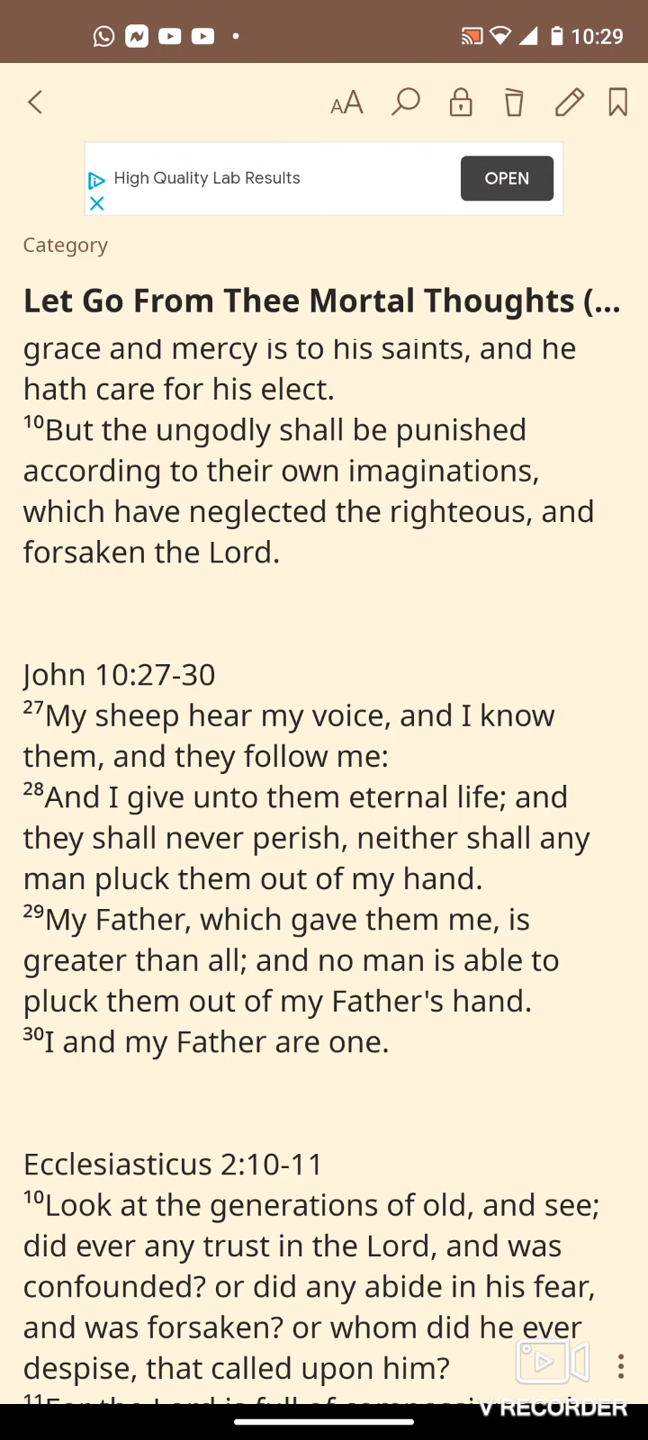 10:29
AA
High Quality Lab Results
OPEN
Category
Let Go From Thee Mortal Thoughts (...
grace and mercy is to his saints, and he
hath care for his elect.
¹⁰But the ungodly shall be punished
according to their own imaginations,
which have neglected the righteous, and
forsaken the Lord.
John 10:27-30
²⁷My sheep hear my voice, and I know
them, and they follow me:
²⁸And I give unto them eternal life; and
they shall never perish, neither shall any
man pluck them out of my hand.
²⁹My Father, which gave them me, is
greater than all; and no man is able to
pluck them out of my Father's hand.
³⁰I and my Father are one.
Ecclesiasticus 2:10-11
¹⁰Look at the generations of old, and see;
did ever any trust in the Lord, and was
confounded? or did any abide in his fear,
and was forsaken? or whom did he ever
despise, that called upon him?
¹¹For the Lord is full of
V RECORDER